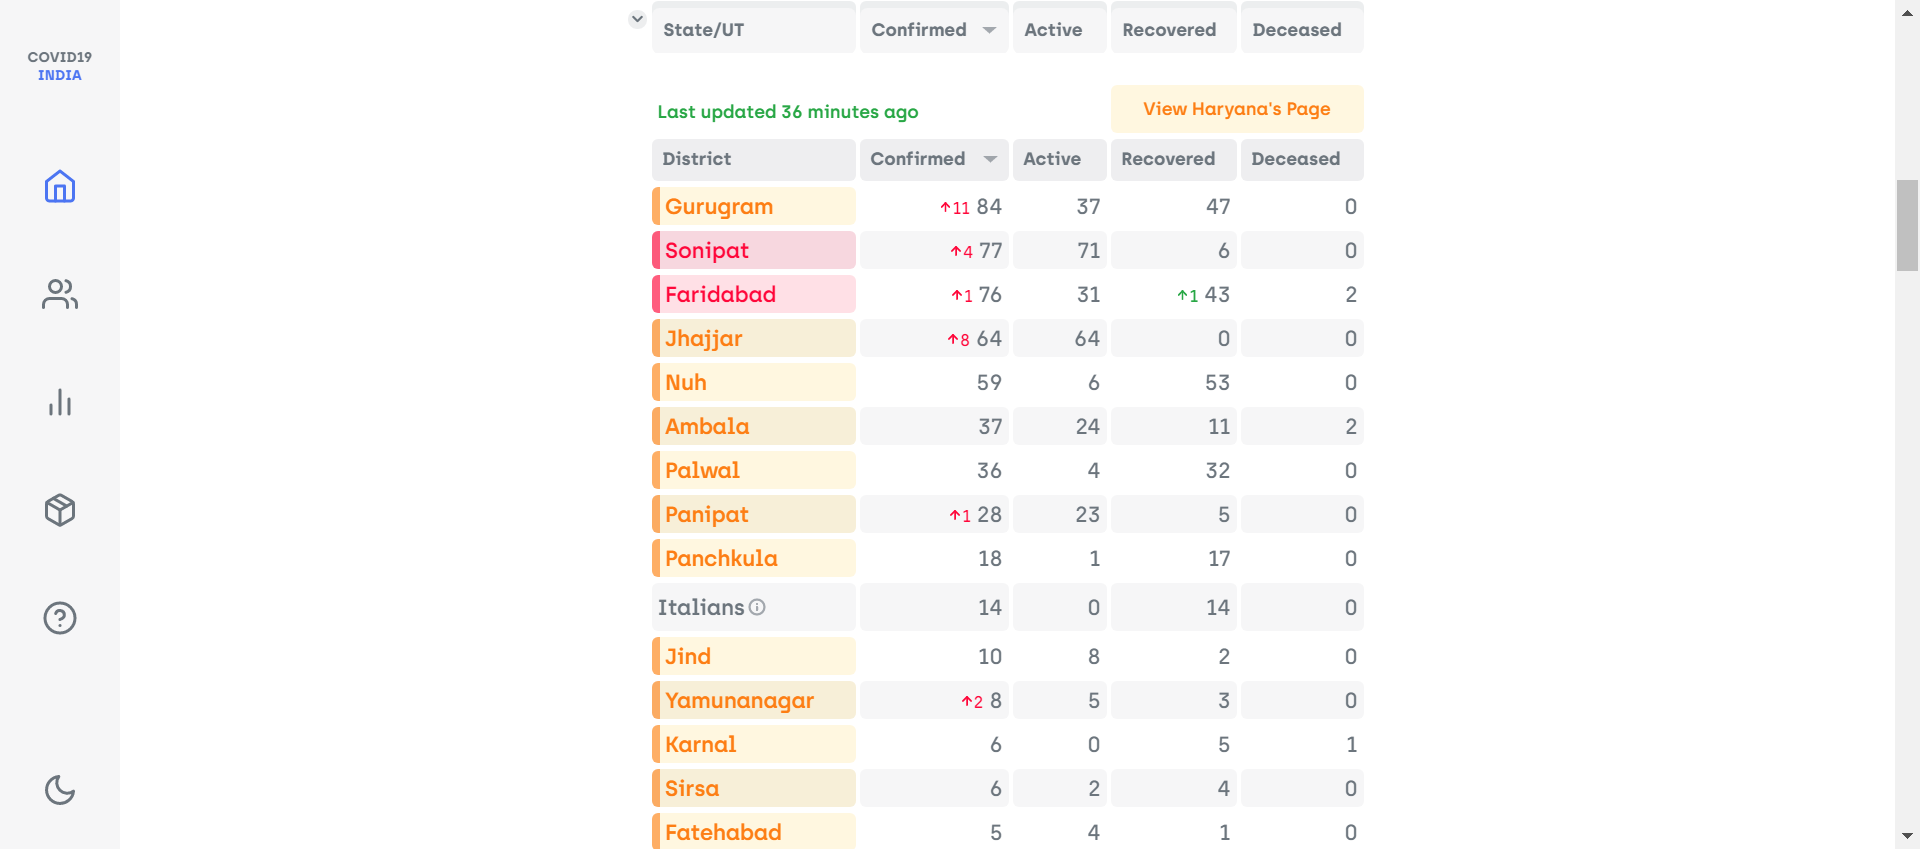 COVID19
INDIA
State/UT Confirmed Active Recovered Deceased
Last updated 36 minutes ago View Haryana's Page
District Confirmed Active Recovered Deceased
Gurugram ↑11 84 37 47 0
Sonipat ↑4 77 71 6 0
Faridabad ↑1 76 31 ↑1 43 2
Jhajjar ↑8 64 64 0 0
Nuh 59 6 53 0
Ambala 37 24 11 2
Palwal 36 4 32 0
Panipat ↑1 28 23 5 0
Panchkula 18 1 17 0
Italians 14 0 14 0
Jind 10 8 2 0
Yamunanagar ↑2 8 5 3 0
Karnal 6 0 5 1
Sirsa 6 2 4 0
Fatehabad 5 4 1 0